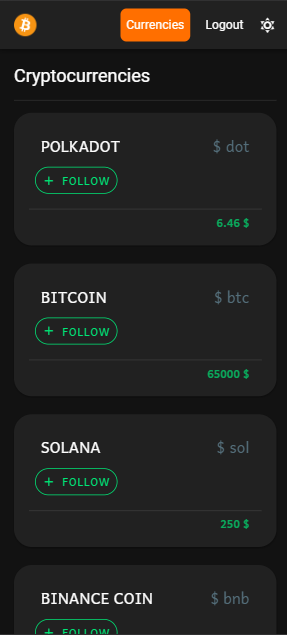 Currencies Logout
Cryptocurrencies
POLKADOT $ dot
+ FOLLOW
6.46 $
BITCOIN $ btc
+ FOLLOW
65000 $
SOLANA $ sol
+ FOLLOW
250 $
BINANCE COIN $ bnb
+ FOLLOW